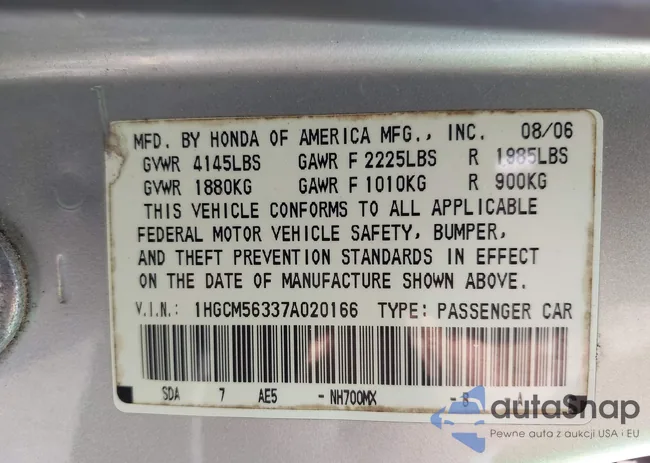 MFD. BY HONDA OF AMERICA MFG., INC. 08/06
GVWR 4145LBS GAWR F 2225LBS R 1985LBS
GVWR 1880KG GAWR F 1010KG R 900KG
THIS VEHICLE CONFORMS TO ALL APPLICABLE
FEDERAL MOTOR VEHICLE SAFETY, BUMPER,
AND THEFT PREVENTION STANDARDS IN EFFECT
ON THE DATE OF MANUFACTURE SHOWN ABOVE.
V.I.N.: 1HGCM56337A020166 TYPE: PASSENGER CAR
SDA 7 AE5 -NH700MX -8 A
autoSnap
Pewne auta z aukcji USA i EU